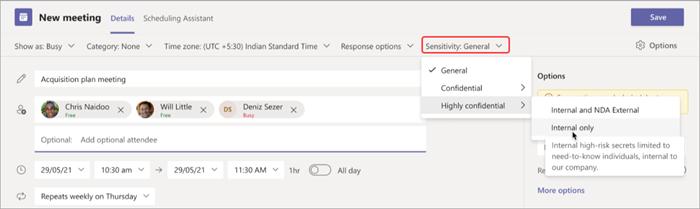 New meeting Details Scheduling Assistant Save
Show as: Busy Category: None Time zone: (UTC +5:30) Indian Standard Time Response options Sensitivity: General Options
Acquisition plan meeting
General
Confidential
Highly confidential
Options
Internal and NDA External
Internal only
Internal high-risk secrets limited to
need-to-know individuals, internal to
our company.
Chris Naidoo
Free
Will Little
Free
DS Deniz Sezer
Busy
Optional: Add optional attendee
29/05/21 10:30 am → 29/05/21 11:30 AM 1hr All day
Repeats weekly on Thursday
More options